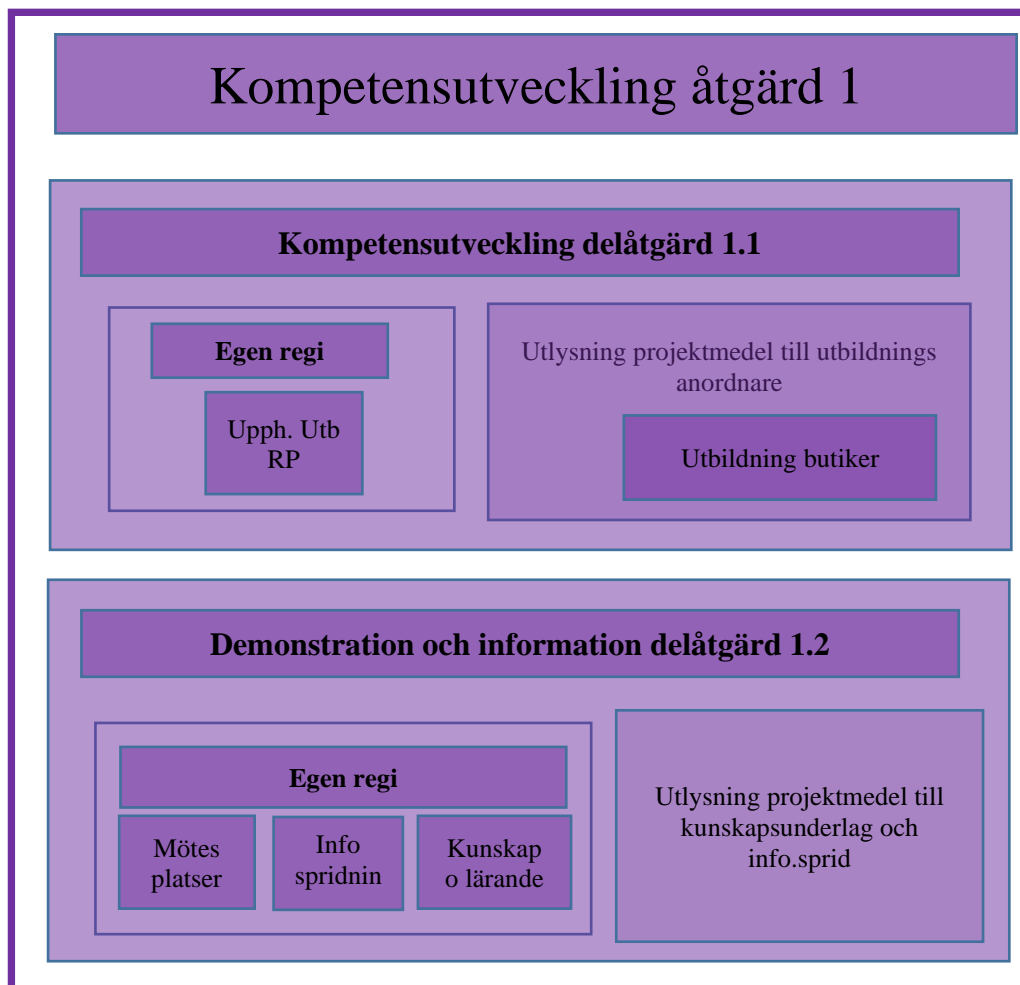 Kompetensutveckling åtgärd 1
Kompetensutveckling delåtgärd 1.1
Egen regi
Upph. Utb
RP
Utlysning projektmedel till utbildnings
anordnare
Utbildning butiker
Demonstration och information delåtgärd 1.2
Egen regi
Mötes
platser
Info
spridnin
Kunskap
o lärande
Utlysning projektmedel till
kunskapsunderlag och
info.sprid